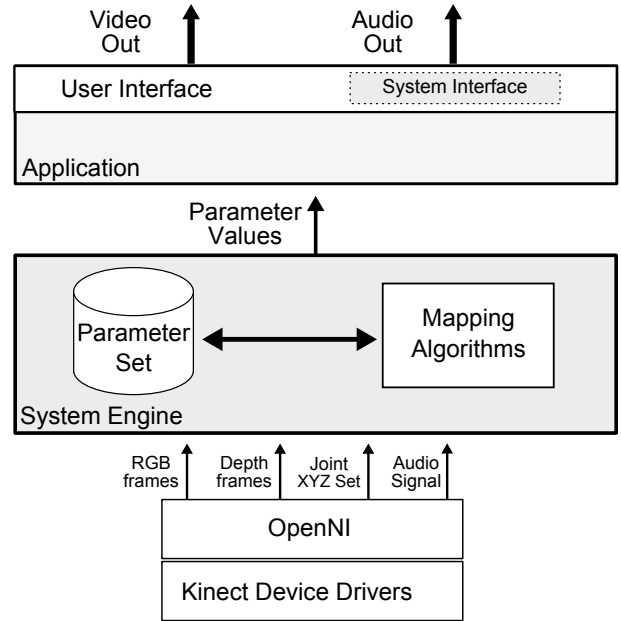 Video
Out
Audio
Out
User Interface
System Interface
Application
Parameter
Values
Parameter
Set
Mapping
Algorithms
System Engine
RGB
frames
Depth
frames
Joint
XYZ Set
Audio
Signal
OpenNI
Kinect Device Drivers